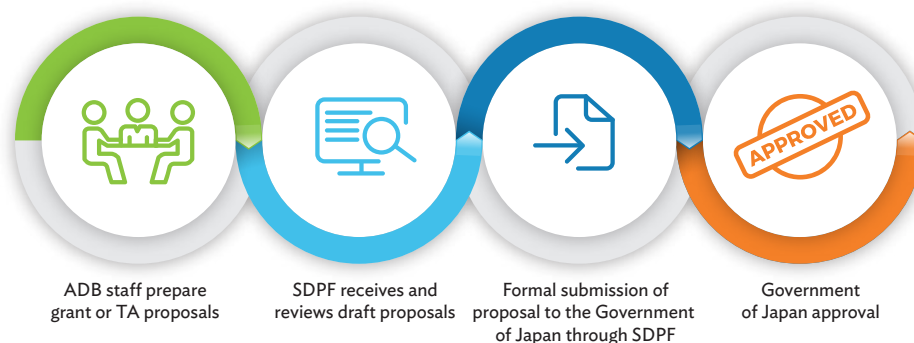 APPROVED
ADB staff prepare
grant or TA proposals
SDPF receives and
reviews draft proposals
Formal submission of
proposal to the Government
of Japan through SDPF
Government
of Japan approval